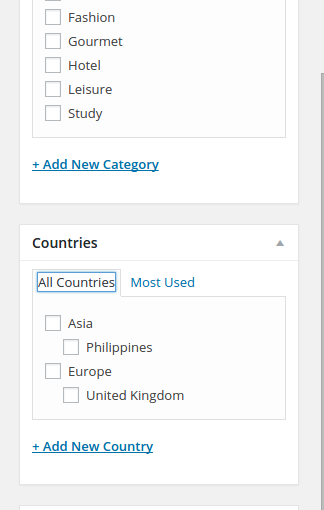 Fashion
Gourmet
Hotel
Leisure
Study
+ Add New Category
Countries
All Countries Most Used
Asia
Philippines
Europe
United Kingdom
+ Add New Country